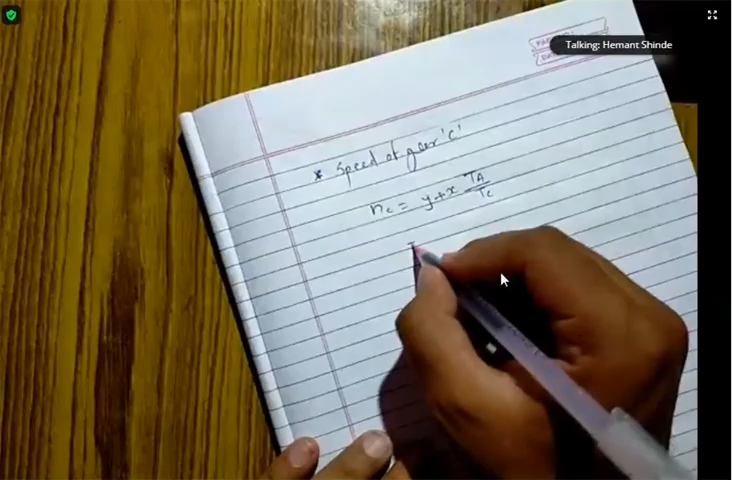 Talking: Hemant Shinde
* Speed of gear 'c'
nc = y + x TA/Tc